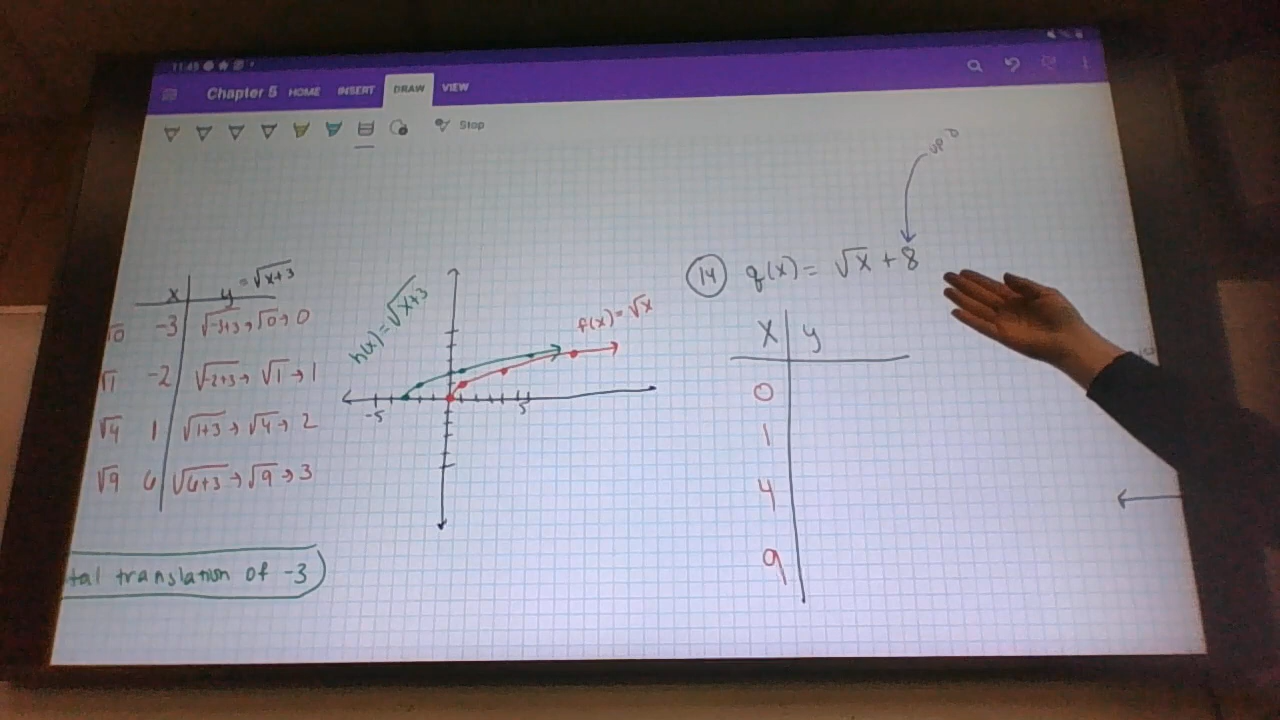 11:45
Chapter 5 HOME INSERT DRAW VIEW
Stop
x y = √x+3
√0 -3 √-3+3 → √0 → 0
√1 -2 √-2+3 → √1 → 1
√4 1 √1+3 → √4 → 2
√9 6 √6+3 → √9 → 3
tal translation of -3
h(x) = √x+3
f(x) = √x
-5
5
up?
14 q(x) = √x + 8
x y
0
1
4
9